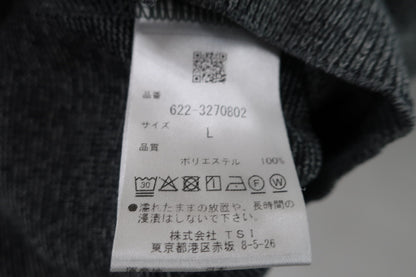 品番
622-3270802
サイズ
L
品質
ポリエステル 100%
30 F W
●濡れたままの放置や、長時間の
浸漬はしないで下さい。
株式会社 TSI
東京都港区赤坂 8-5-26